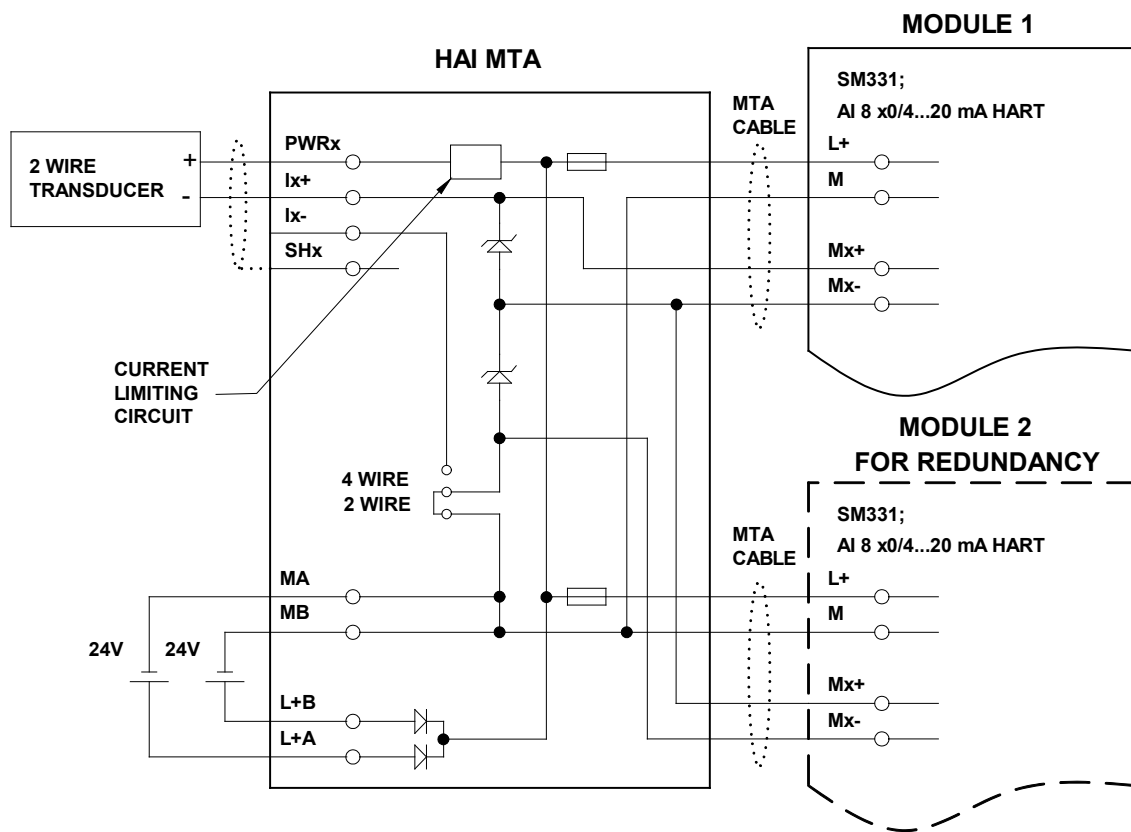 MODULE 1
HAI MTA
SM331;
AI 8 x0/4...20 mA HART
MTA
CABLE
L+
M
Mx+
Mx-
2 WIRE
TRANSDUCER
+
-
PWRx
Ix+
Ix-
SHx
CURRENT
LIMITING
CIRCUIT
4 WIRE
2 WIRE
MODULE 2
FOR REDUNDANCY
SM331;
AI 8 x0/4...20 mA HART
MTA
CABLE
L+
M
Mx+
Mx-
MA
MB
24V
24V
L+B
L+A